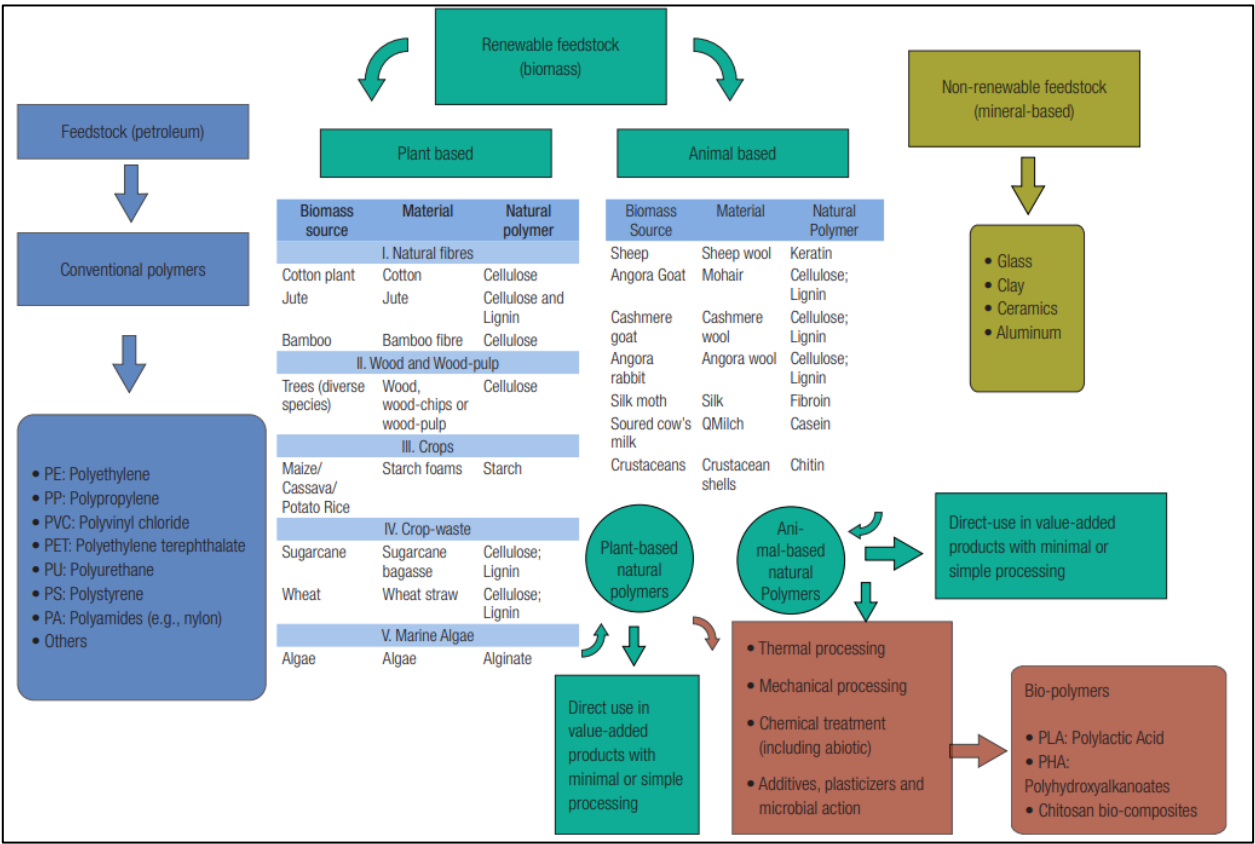 Renewable feedstock
(biomass)
Feedstock (petroleum)
Non-renewable feedstock
(mineral-based)
Plant based
Animal based
Conventional polymers
Biomass source Material Natural polymer
I. Natural fibres
Cotton plant Cotton Cellulose
Jute Jute Cellulose and
Lignin
Bamboo Bamboo fibre Cellulose
II. Wood and Wood-pulp
Trees (diverse Wood, Cellulose
species) wood-chips or
wood-pulp
III. Crops
Maize/ Starch foams Starch
Cassava/
Potato Rice
IV. Crop-waste
Sugarcane Sugarcane Cellulose;
bagasse Lignin
Wheat Wheat straw Cellulose;
Lignin
V. Marine Algae
Algae Algae Alginate
Biomass Material Natural
Source Polymer
Sheep Sheep wool Keratin
Angora Goat Mohair Cellulose;
Lignin
Cashmere Cashmere Cellulose;
goat wool Lignin
Angora Angora wool Cellulose;
rabbit Lignin
Silk moth Silk Fibroin
Soured cow's QMilch Casein
milk
Crustaceans Crustacean Chitin
shells
• Glass
• Clay
• Ceramics
• Aluminum
• PE: Polyethylene
• PP: Polypropylene
• PVC: Polyvinyl chloride
• PET: Polyethylene terephthalate
• PU: Polyurethane
• PS: Polystyrene
• PA: Polyamides (e.g., nylon)
• Others
Plant-based
natural
polymers
Ani-
mal-based
natural
Polymers
Direct-use in value-added
products with minimal or
simple processing
Direct use in
value-added
products with
minimal or simple
processing
• Thermal processing
• Mechanical processing
• Chemical treatment
(including abiotic)
• Additives, plasticizers and
microbial action
Bio-polymers
• PLA: Polylactic Acid
• PHA:
Polyhydroxyalkanoates
• Chitosan bio-composites